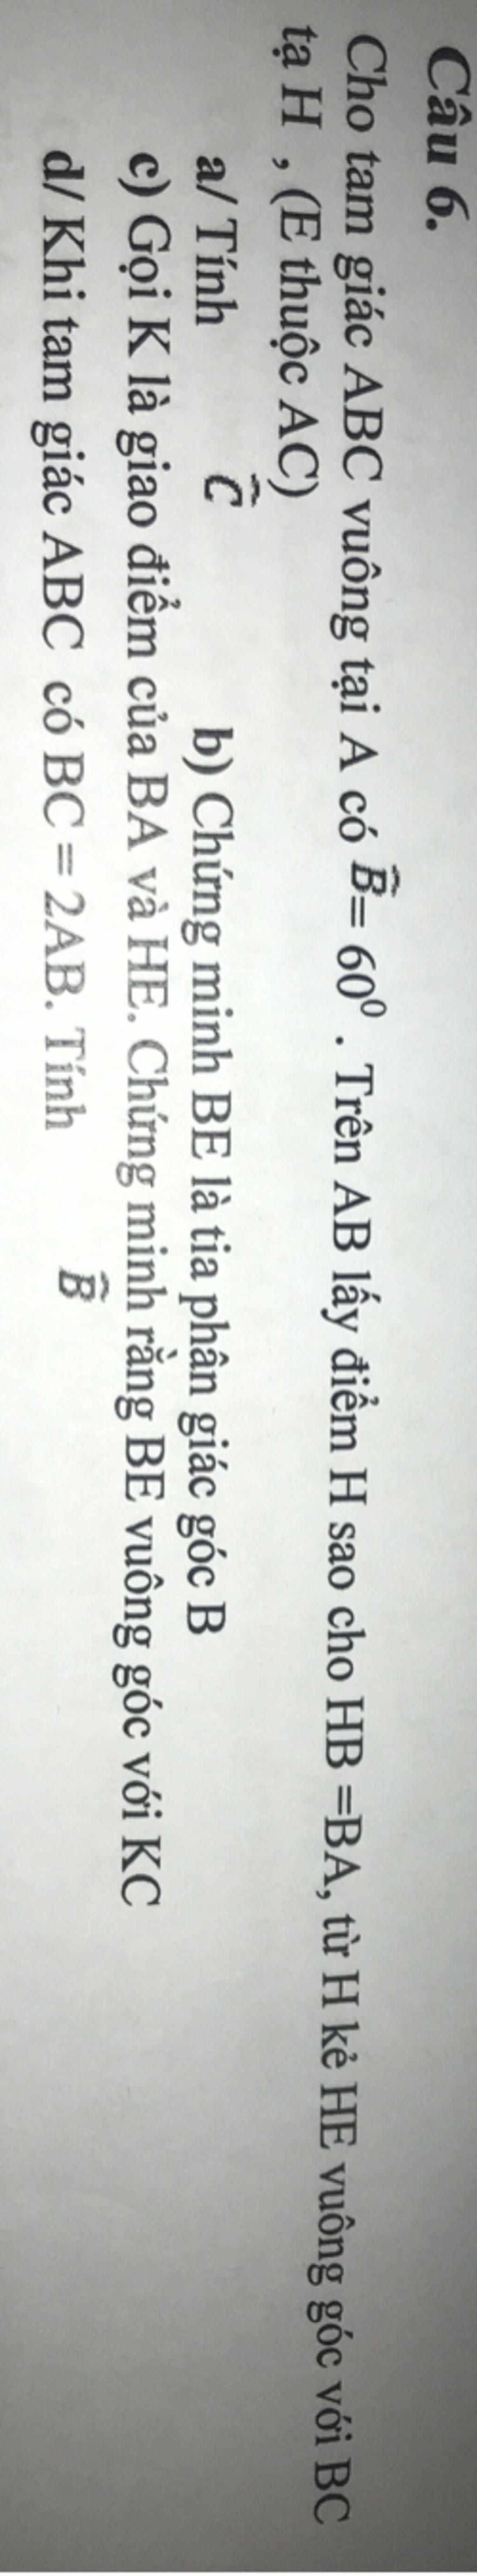 Câu 6.
Cho tam giác ABC vuông tại A có B̂= 60⁰ . Trên AB lấy điểm H sao cho HB =BA, từ H kẻ HE vuông góc với BC
tạ H , (E thuộc AC)
a/ Tính Ĉ b) Chứng minh BE là tia phân giác góc B
c) Gọi K là giao điểm của BA và HE. Chứng minh rằng BE vuông góc với KC
d/ Khi tam giác ABC có BC = 2AB. Tính B̂